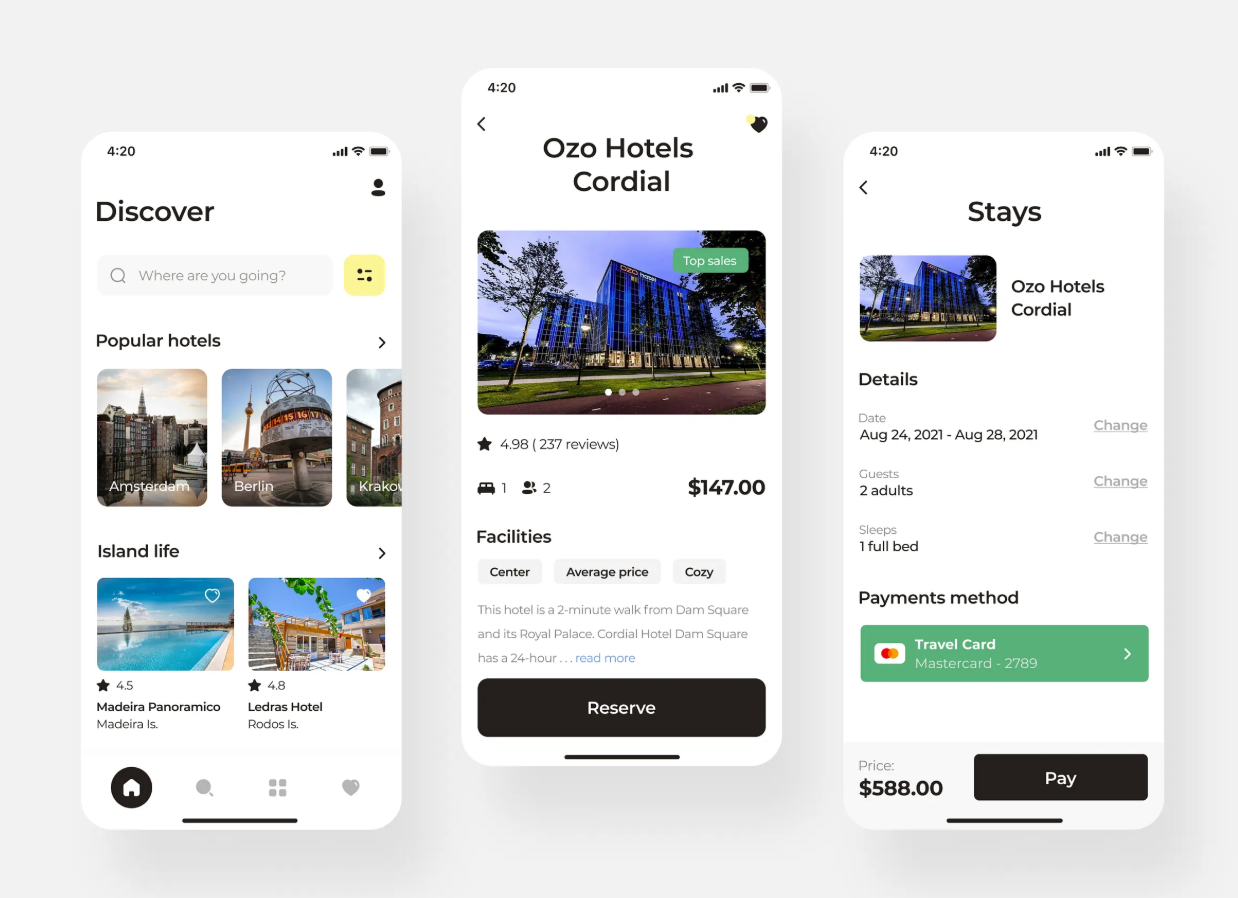 4:20
Discover
Where are you going?
Popular hotels
Amsterdam
Berlin
Krakow
Island life
4.5
Madeira Panoramico
Madeira Is.
4.8
Ledras Hotel
Rodos Is.
4:20
Ozo Hotels
Cordial
OZO HOTEL
Top sales
4.98 ( 237 reviews)
1
2
$147.00
Facilities
Center
Average price
Cozy
This hotel is a 2-minute walk from Dam Square
and its Royal Palace. Cordial Hotel Dam Square
has a 24-hour . . . read more
Reserve
4:20
Stays
Ozo Hotels
Cordial
Details
Date
Aug 24, 2021 - Aug 28, 2021
Change
Guests
2 adults
Change
Sleeps
1 full bed
Change
Payments method
Travel Card
Mastercard - 2789
Price:
$588.00
Pay